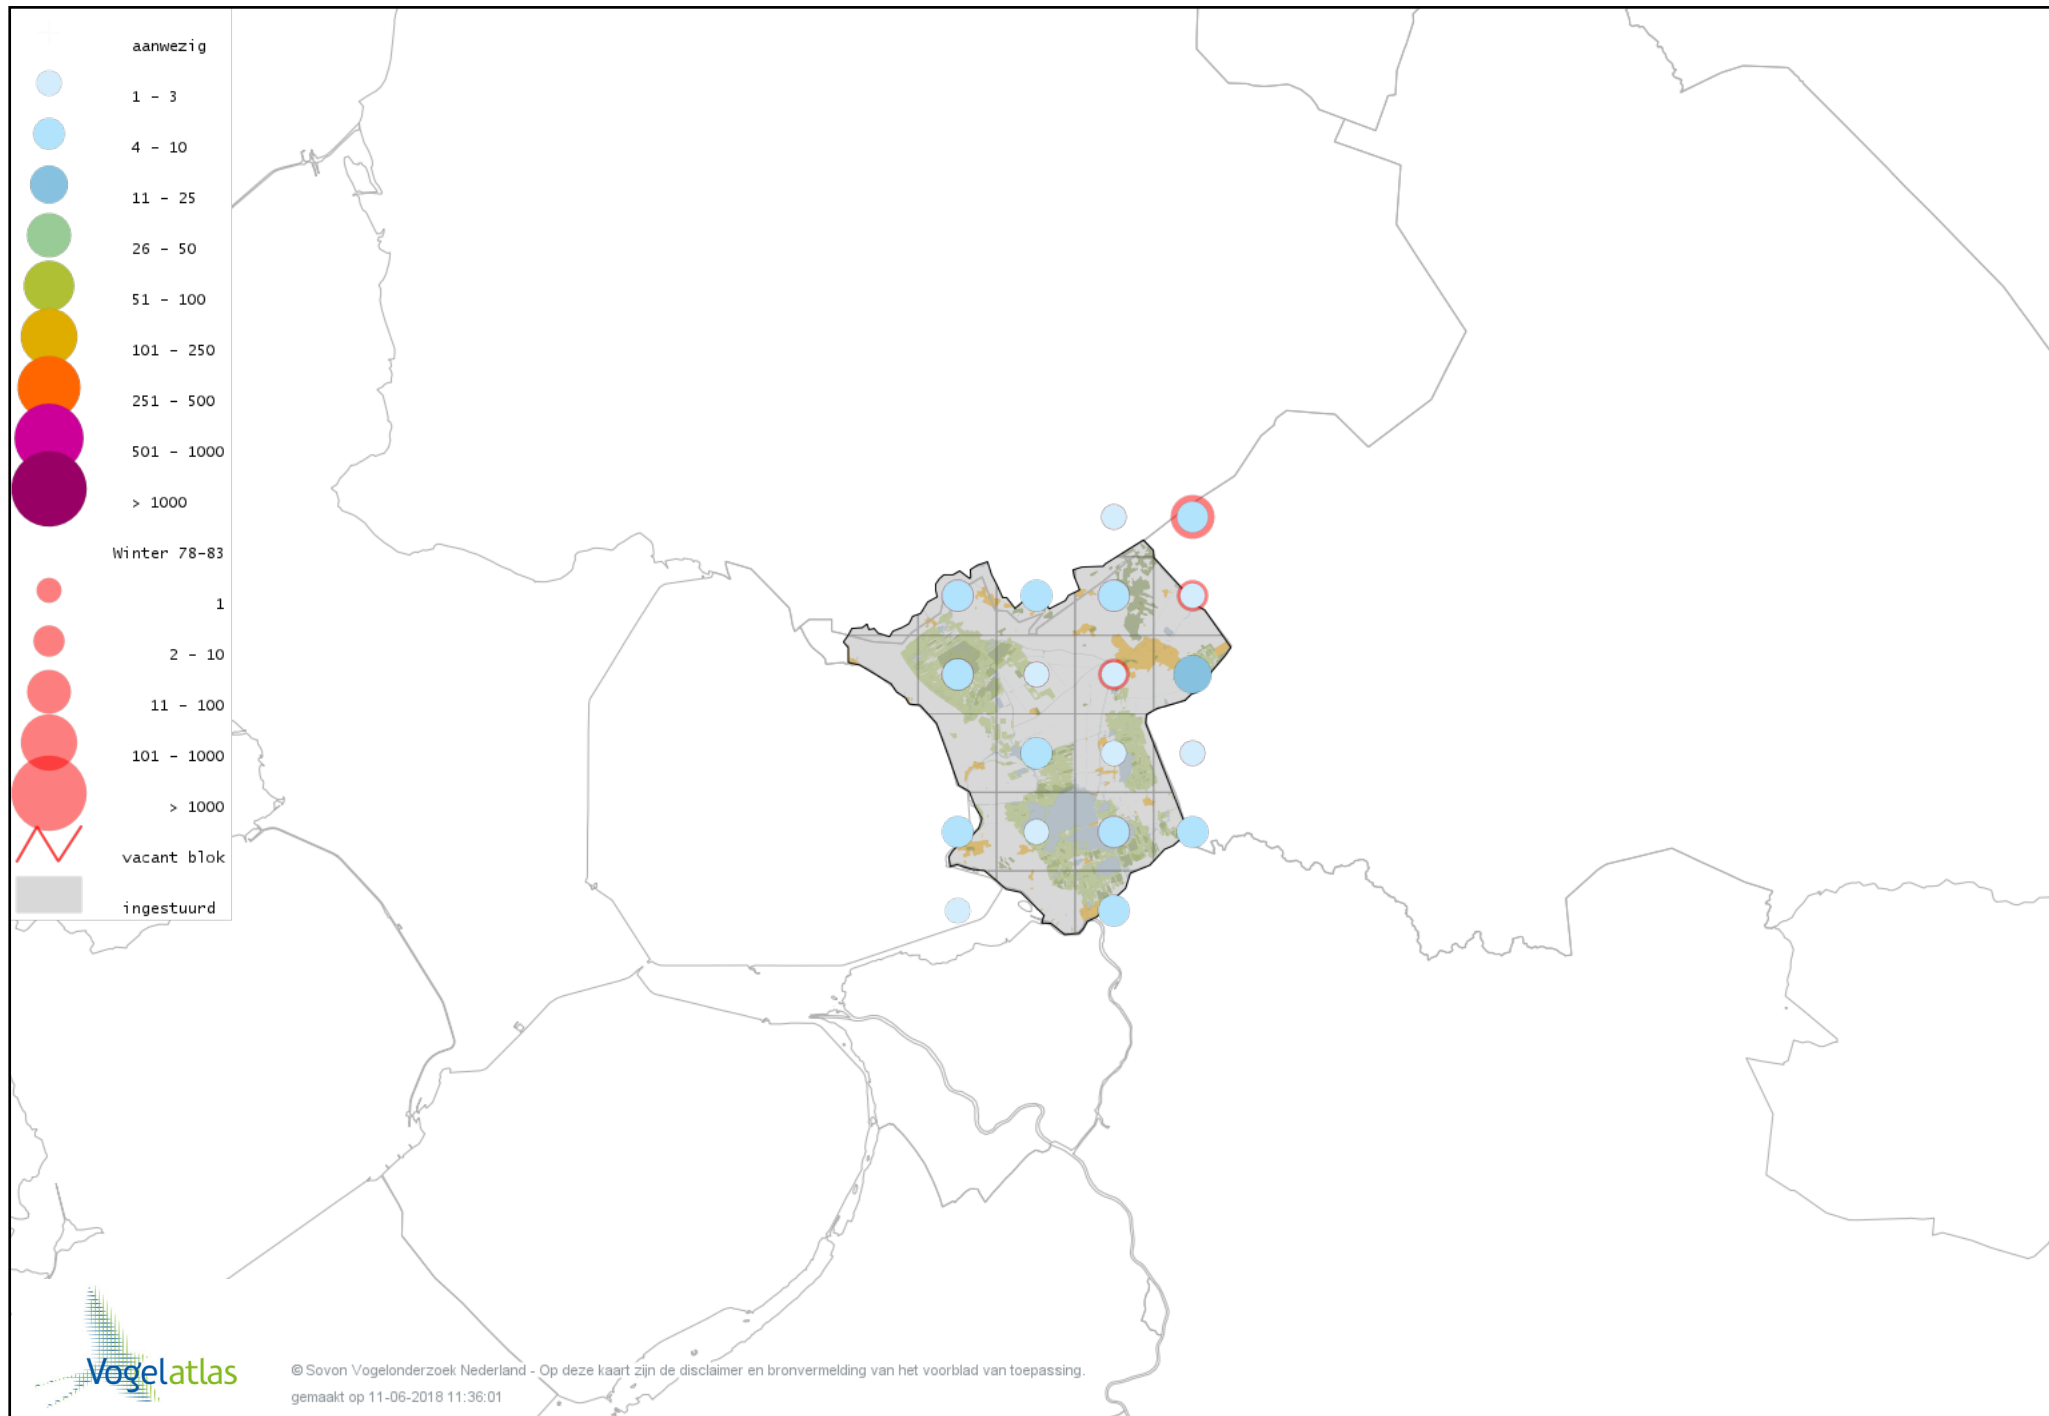 aanwezig
1 – 3
4 – 10
11 – 25
26 – 50
51 – 100
101 – 250
251 – 500
501 – 1000
> 1000
Winter 78-83
1
2 – 10
11 – 100
101 – 1000
> 1000
vacant blok
ingestuurd
Vogelatlas
© Sovon Vogelonderzoek Nederland - Op deze kaart zijn de disclaimer en bronvermelding van het voorblad van toepassing.
gemaakt op 11-06-2018 11:36:01